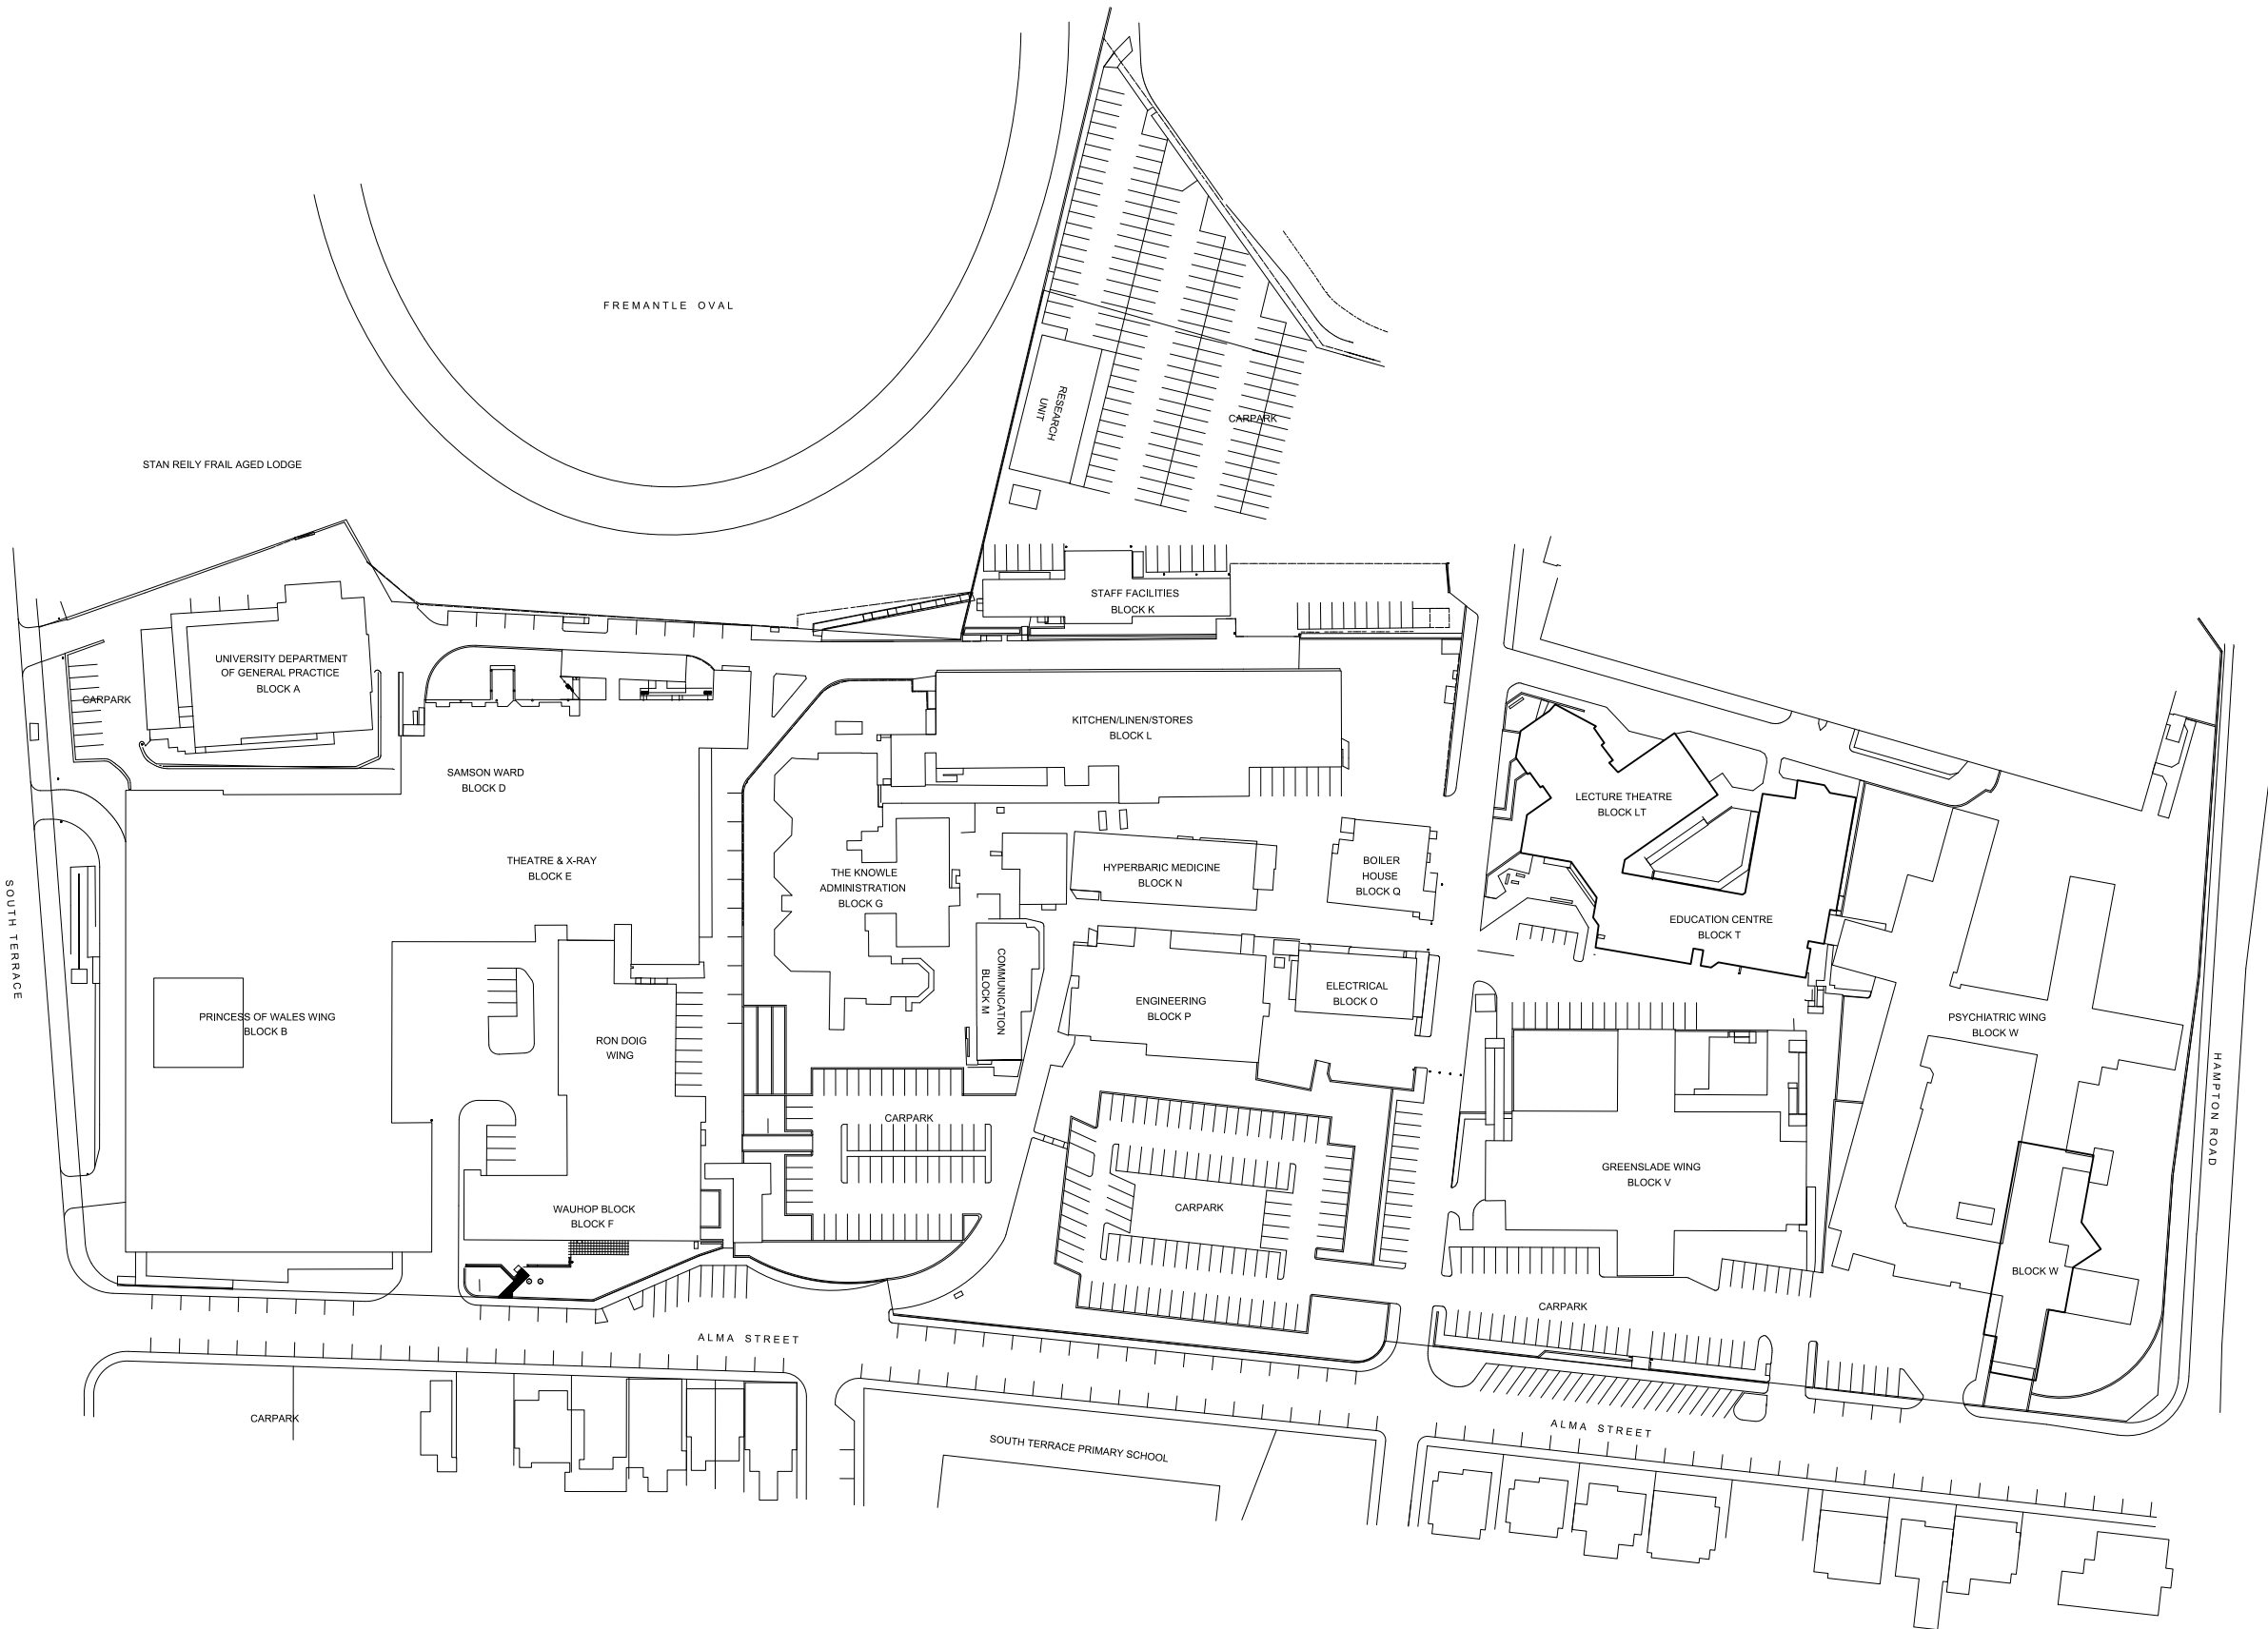 FREMANTLE OVAL
RESEARCH
UNIT
CARPARK
STAN REILY FRAIL AGED LODGE
STAFF FACILITIES
BLOCK K
UNIVERSITY DEPARTMENT
OF GENERAL PRACTICE
BLOCK A
CARPARK
KITCHEN/LINEN/STORES
BLOCK L
SAMSON WARD
BLOCK D
LECTURE THEATRE
BLOCK LT
THEATRE & X-RAY
BLOCK E
THE KNOWLE
ADMINISTRATION
BLOCK G
HYPERBARIC MEDICINE
BLOCK N
BOILER
HOUSE
BLOCK Q
EDUCATION CENTRE
BLOCK T
SOUTH TERRACE
COMMUNICATION
BLOCK M
ENGINEERING
BLOCK P
ELECTRICAL
BLOCK O
PRINCESS OF WALES WING
BLOCK B
RON DOIG
WING
PSYCHIATRIC WING
BLOCK W
HAMPTON ROAD
CARPARK
GREENSLADE WING
BLOCK V
WAUHOP BLOCK
BLOCK F
CARPARK
BLOCK W
CARPARK
ALMA STREET
CARPARK
SOUTH TERRACE PRIMARY SCHOOL
ALMA STREET